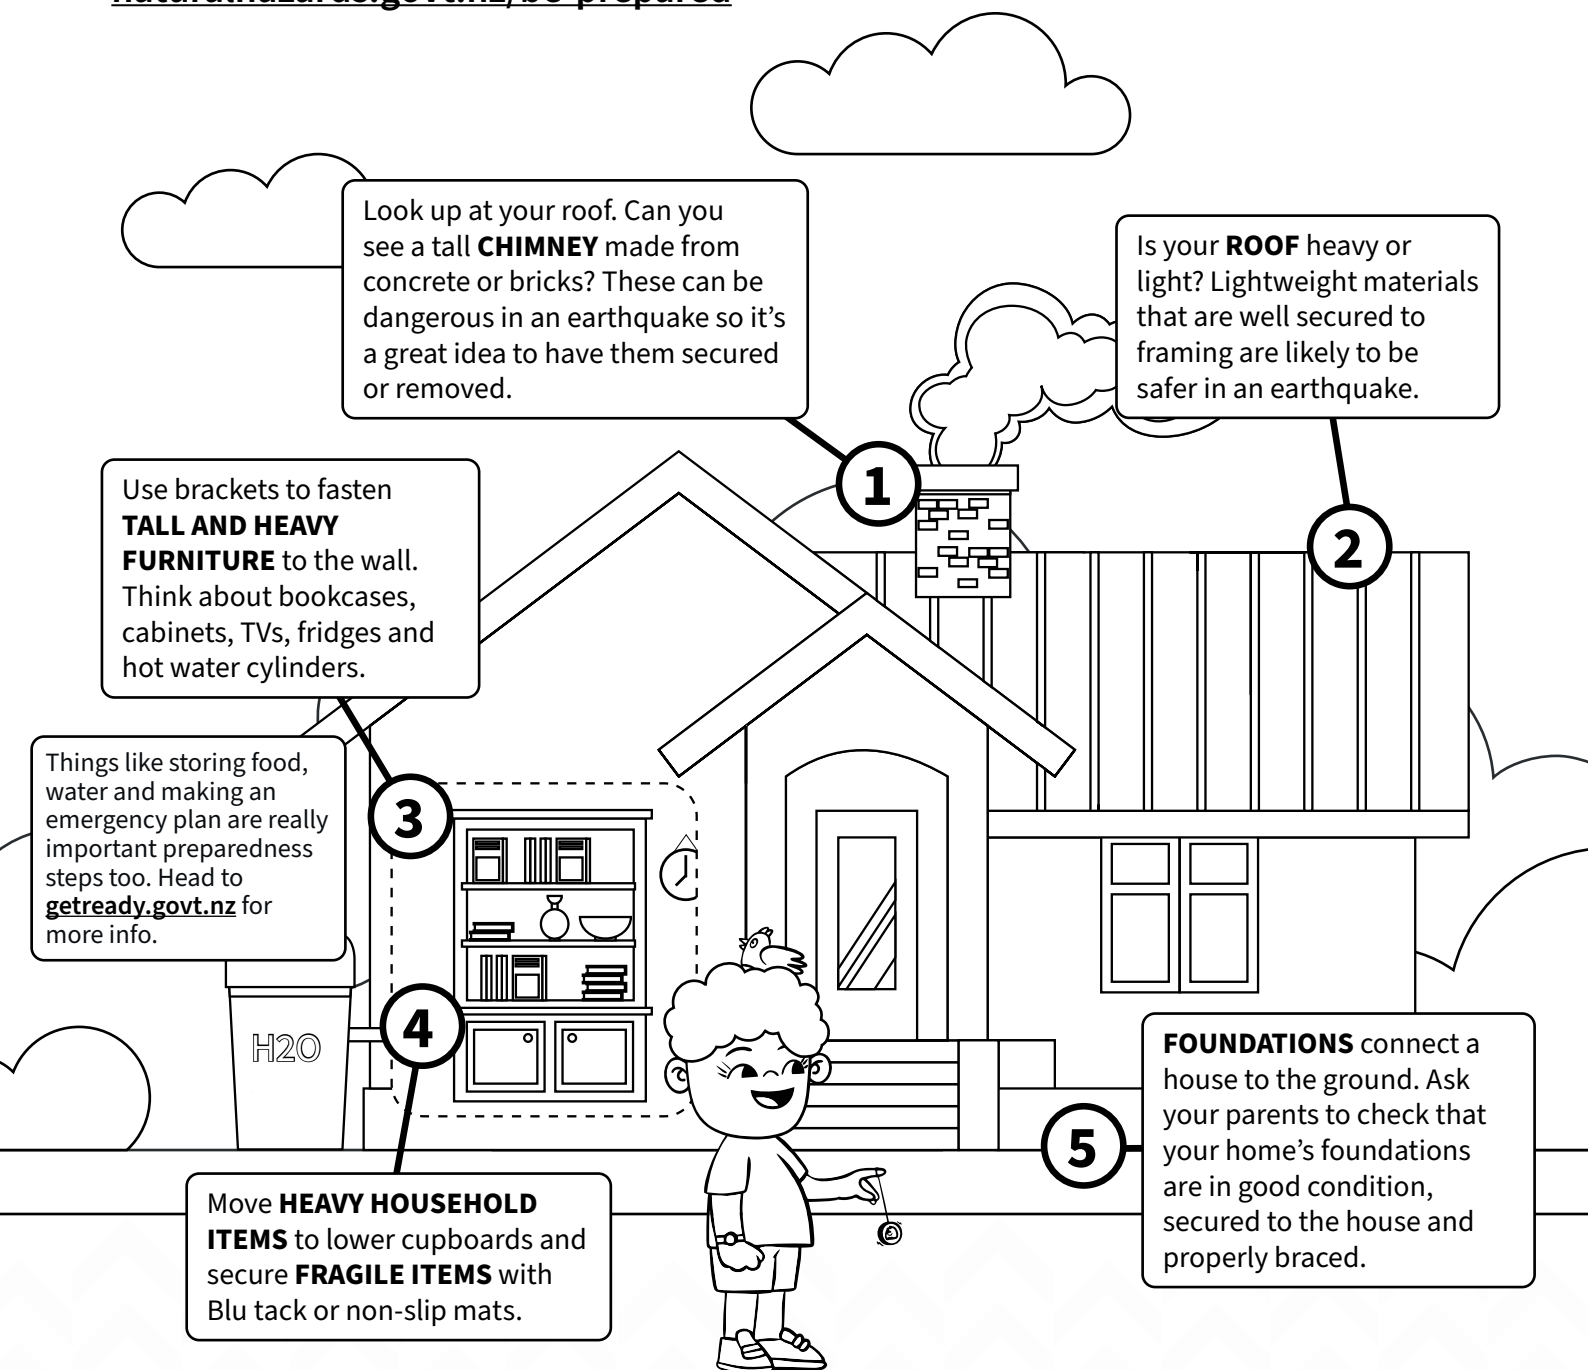 naturalhazards.govt.nz/be-prepared
Look up at your roof. Can you
see a tall CHIMNEY made from
concrete or bricks? These can be
dangerous in an earthquake so it’s
a great idea to have them secured
or removed.
1
Is your ROOF heavy or
light? Lightweight materials
that are well secured to
framing are likely to be
safer in an earthquake.
2
Use brackets to fasten
TALL AND HEAVY
FURNITURE to the wall.
Think about bookcases,
cabinets, TVs, fridges and
hot water cylinders.
3
Things like storing food,
water and making an
emergency plan are really
important preparedness
steps too. Head to
getready.govt.nz for
more info.
H2O
4
Move HEAVY HOUSEHOLD
ITEMS to lower cupboards and
secure FRAGILE ITEMS with
Blu tack or non-slip mats.
5
FOUNDATIONS connect a
house to the ground. Ask
your parents to check that
your home’s foundations
are in good condition,
secured to the house and
properly braced.